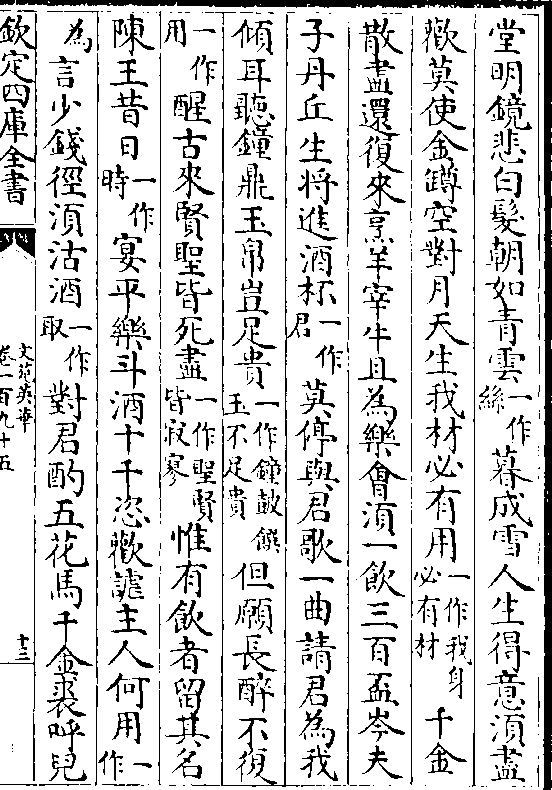 堂明鏡悲白髮朝如青雲一作絲暮成雪人生得意須盡
歡莫使金罇空對月天生我材必有用一作我身必有材千金
散盡還復來烹羊宰牛且為樂會須一飲三百盃岑夫
子丹丘生将進酒杯一作君莫停與君歌一曲請君為我
傾耳聽鐘鼎玉帛豈足貴一作鐘鼓饌玉不足貴但願長醉不復
用一作醒古來賢聖皆死盡一作聖賢皆寂寥惟有飲者留其名
陳王昔日一作時宴平樂斗酒十千恣歡謔主人何用一作
為言少錢徑須沽酒一作取對君酌五花馬千金裘呼兒
欽定四庫全書
文苑英華
卷一百九十五
十三